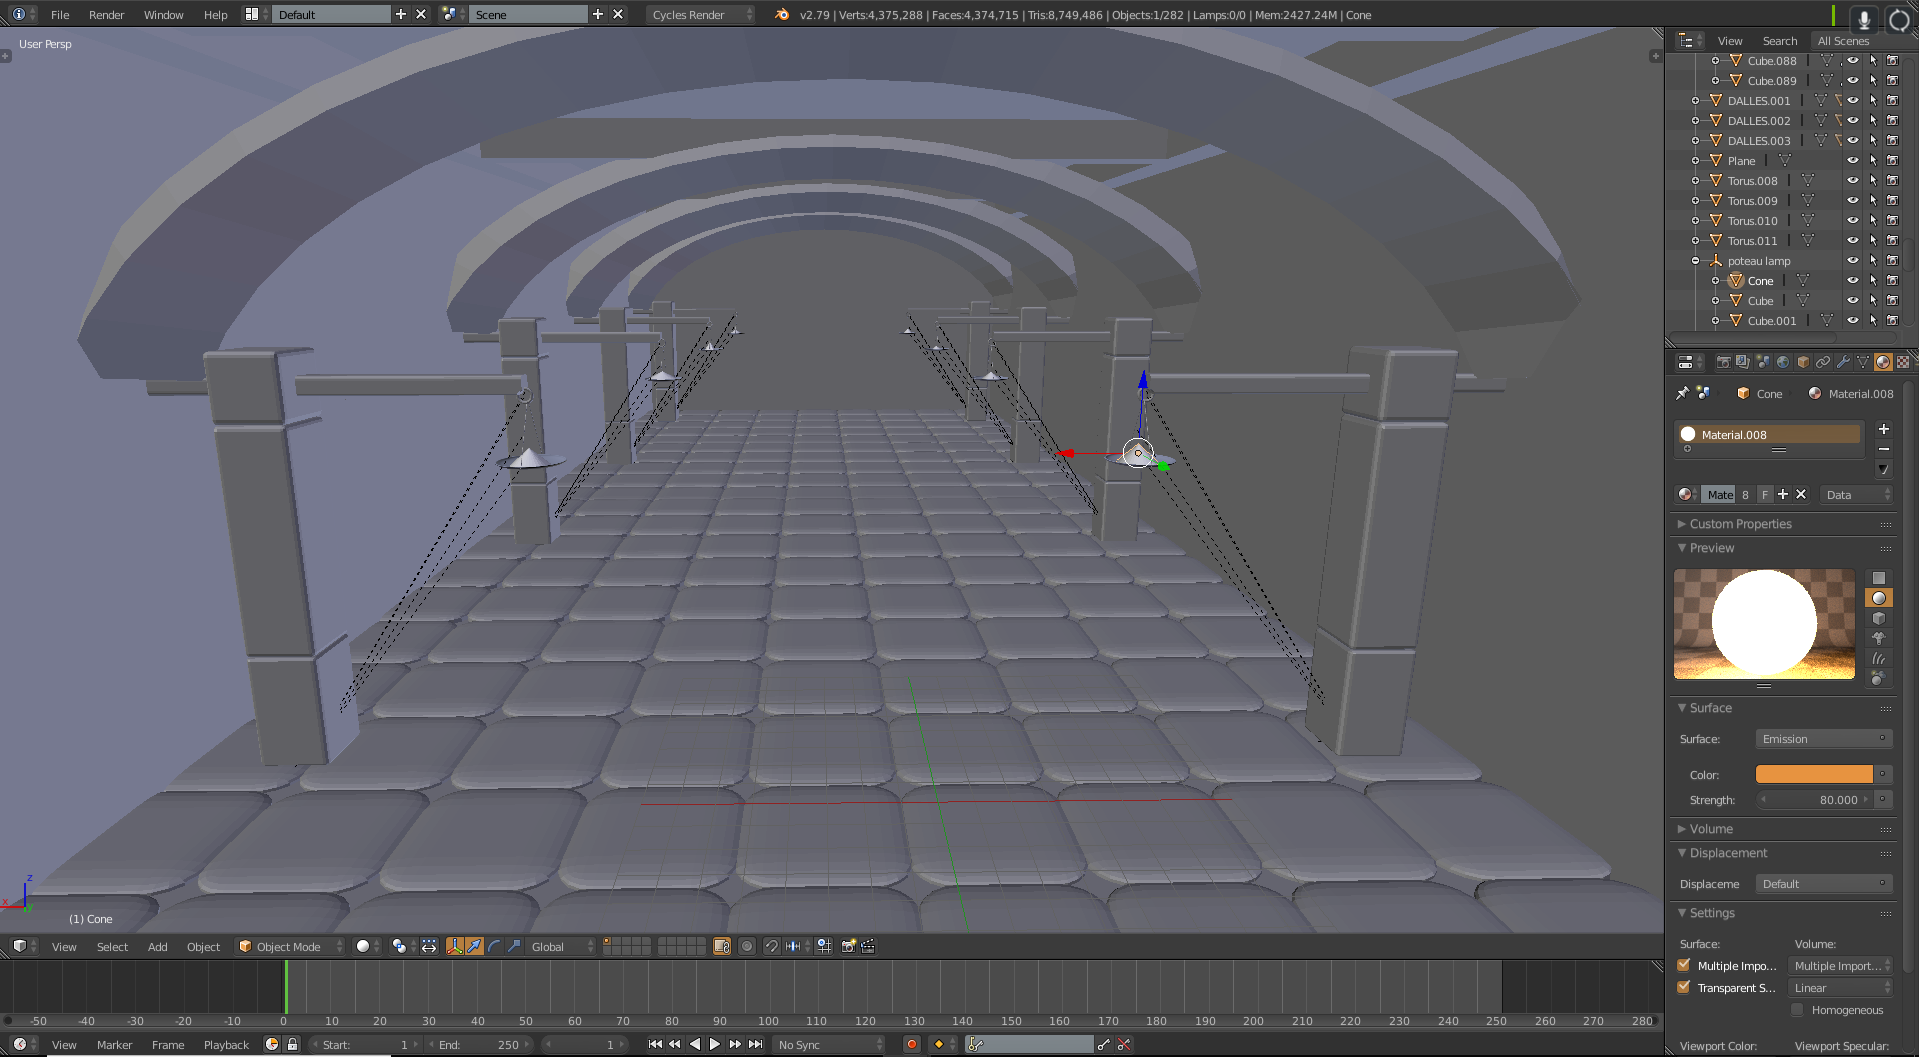 File Render Window Help Default Scene Cycles Render v2.79 | Verts:4,375,288 | Faces:4,374,715 | Tris:8,749,486 | Objects:1/282 | Lamps:0/0 | Mem:2427.24M | Cone
User Persp
View Search All Scenes
Cube.088
Cube.089
DALLES.001
DALLES.002
DALLES.003
Plane
Torus.008
Torus.009
Torus.010
Torus.011
poteau lamp
Cone
Cube
Cube.001
Cone Material.008
Material.008
Mate 8 F Data
Custom Properties
Preview
Surface
Surface: Emission
Color:
Strength: 80.000
Volume
Displacement
Displaceme Default
Settings
Surface: Volume:
Multiple Impo... Multiple Import...
Transparent S... Linear
Homogeneous
Viewport Color: Viewport Specular:
z
x
y
(1) Cone
View Select Add Object Object Mode Global
-50 -40 -30 -20 -10 0 10 20 30 40 50 60 70 80 90 100 110 120 130 140 150 160 170 180 190 200 210 220 230 240 250 260 270 280
View Marker Frame Playback Start: 1 End: 250 1 No Sync